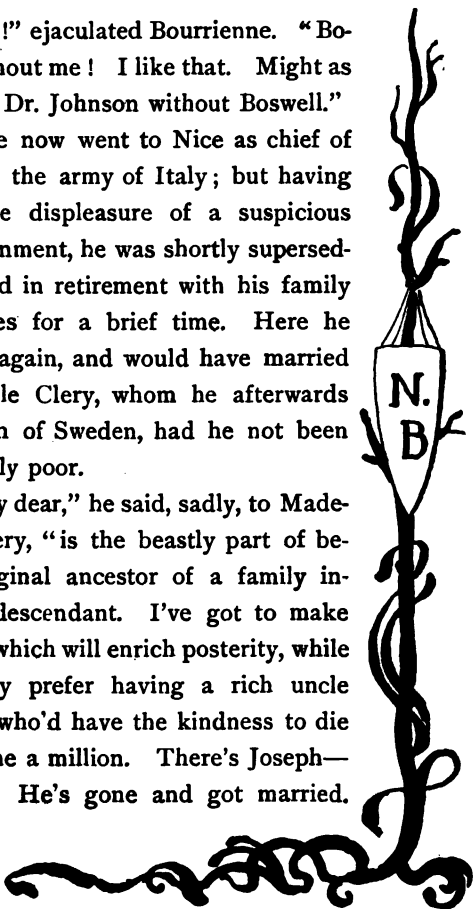 !” ejaculated Bourrienne. “Bo-
hout me! I like that. Might as
Dr. Johnson without Boswell.”
e now went to Nice as chief of
the army of Italy; but having
e displeasure of a suspicious
nment, he was shortly supersed-
d in retirement with his family
es for a brief time. Here he
again, and would have married
le Clery, whom he afterwards
n of Sweden, had he not been
ly poor.
y dear,” he said, sadly, to Made-
ery, “is the beastly part of be-
ginal ancestor of a family in-
descendant. I’ve got to make
which will enrich posterity, while
y prefer having a rich uncle
who’d have the kindness to die
ne a million. There’s Joseph—
He’s gone and got married.
N.
B